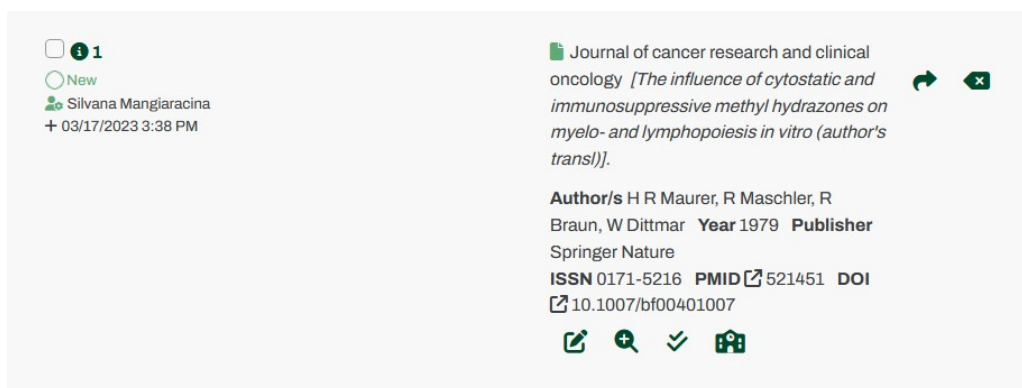 1
New
Silvana Mangiaracina
+ 03/17/2023 3:38 PM
Journal of cancer research and clinical
oncology [The influence of cytostatic and
immunosuppressive methyl hydrazones on
myelo- and lymphopoiesis in vitro (author's
transl)].
Author/s H R Maurer, R Maschler, R
Braun, W Dittmar Year 1979 Publisher
Springer Nature
ISSN 0171-5216 PMID 521451 DOI
10.1007/bf00401007